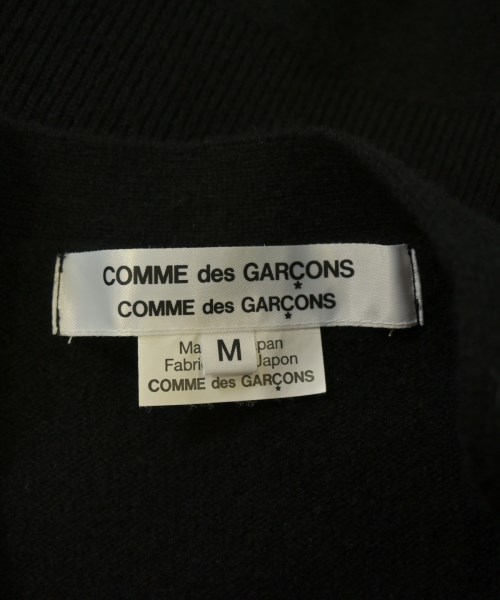 COMME des GARÇONS
COMME des GARÇONS
M
Ma pan
Fabri Japon
COMME des GARÇONS